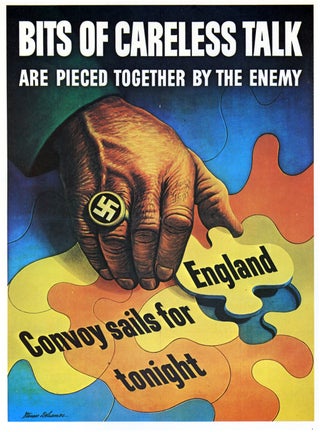 BITS OF CARELESS TALK
ARE PIECED TOGETHER BY THE ENEMY
England
Convoy sails for
tonight